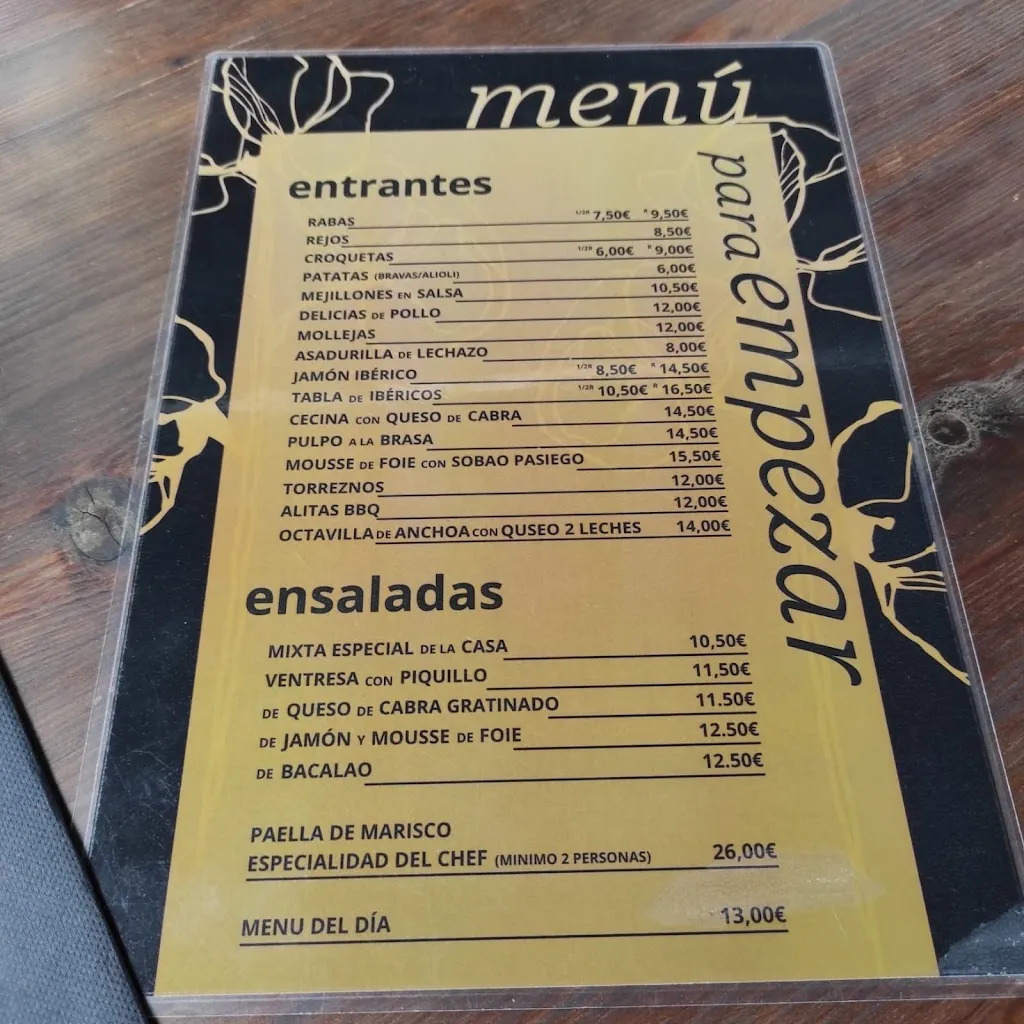 menú
para empezar
entrantes
RABAS 1/2R 7,50€ R 9,50€
REJOS 8,50€
CROQUETAS 1/2R 6,00€ R 9,00€
PATATAS (BRAVAS/ALIOLI) 6,00€
MEJILLONES EN SALSA 10,50€
DELICIAS DE POLLO 12,00€
MOLLEJAS 12,00€
ASADURILLA DE LECHAZO 8,00€
JAMÓN IBÉRICO 1/2R 8,50€ R 14,50€
TABLA DE IBÉRICOS 1/2R 10,50€ R 16,50€
CECINA CON QUESO DE CABRA 14,50€
PULPO A LA BRASA 14,50€
MOUSSE DE FOIE CON SOBAO PASIEGO 15,50€
TORREZNOS 12,00€
ALITAS BBQ 12,00€
OCTAVILLA DE ANCHOA CON QUSEO 2 LECHES 14,00€
ensaladas
MIXTA ESPECIAL DE LA CASA 10,50€
VENTRESA CON PIQUILLO 11,50€
DE QUESO DE CABRA GRATINADO 11.50€
DE JAMÓN Y MOUSSE DE FOIE 12.50€
DE BACALAO 12.50€
PAELLA DE MARISCO
ESPECIALIDAD DEL CHEF (MINIMO 2 PERSONAS) 26,00€
MENU DEL DÍA 13,00€